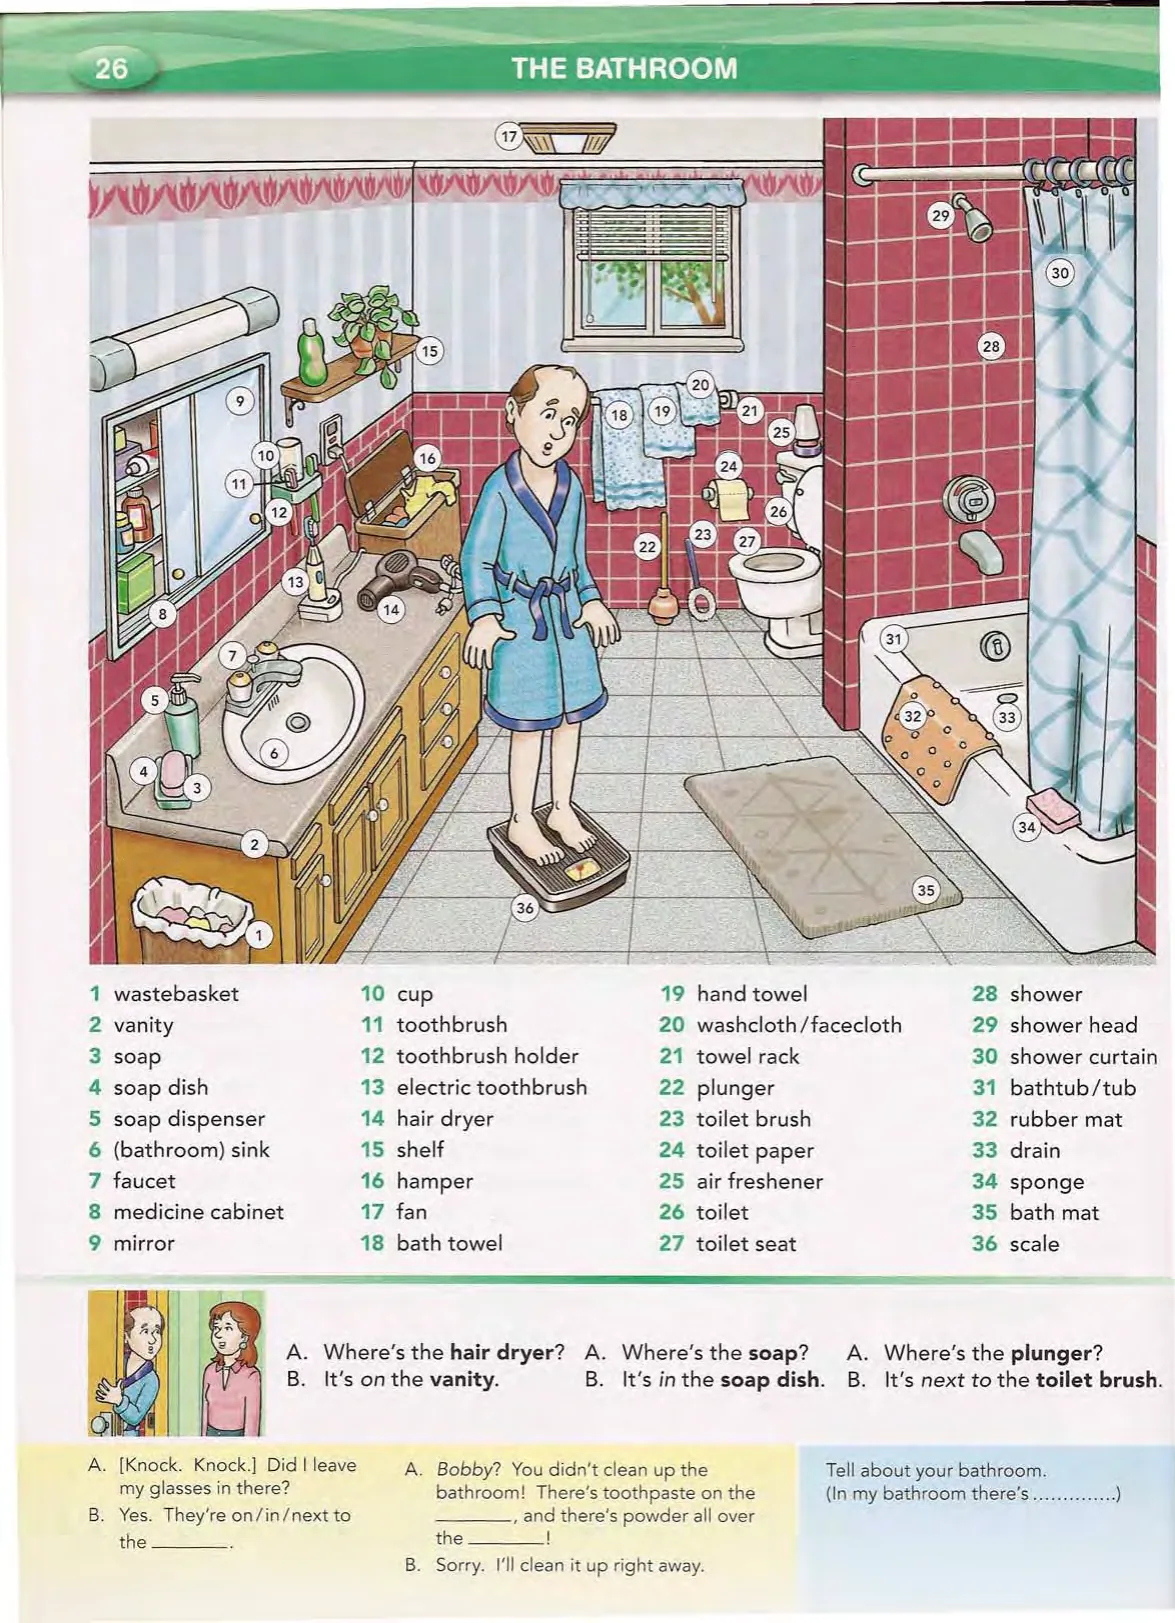 26
THE BATHROOM
17
29
30
28
15
9
20
18
19
21
25
10
16
24
11
12
26
23
27
22
13
14
8
7
31
5
32
33
6
4
3
34
2
35
36
1
1 wastebasket
2 vanity
3 soap
4 soap dish
5 soap dispenser
6 (bathroom) sink
7 faucet
8 medicine cabinet
9 mirror
10 cup
11 toothbrush
12 toothbrush holder
13 electric toothbrush
14 hair dryer
15 shelf
16 hamper
17 fan
18 bath towel
19 hand towel
20 washcloth/facecloth
21 towel rack
22 plunger
23 toilet brush
24 toilet paper
25 air freshener
26 toilet
27 toilet seat
28 shower
29 shower head
30 shower curtain
31 bathtub/tub
32 rubber mat
33 drain
34 sponge
35 bath mat
36 scale
A. Where's the hair dryer?
B. It's on the vanity.
A. Where's the soap?
B. It's in the soap dish.
A. Where's the plunger?
B. It's next to the toilet brush.
A. [Knock. Knock.] Did I leave
my glasses in there?
B. Yes. They're on/in/next to
the ________.
A. Bobby? You didn't clean up the
bathroom! There's toothpaste on the
________, and there's powder all over
the ________!
B. Sorry. I'll clean it up right away.
Tell about your bathroom.
(In my bathroom there's ..............)